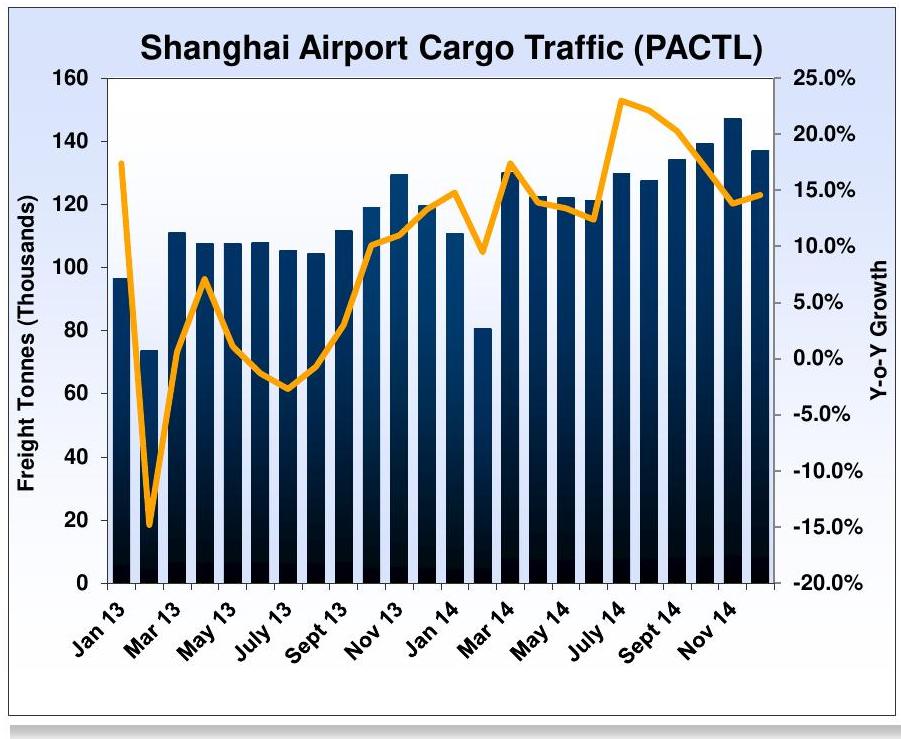 Shanghai Airport Cargo Traffic (PACTL)
160
140
120
100
80
60
40
20
0
Freight Tonnes (Thousands)
25.0%
20.0%
15.0%
10.0%
5.0%
0.0%
-5.0%
-10.0%
-15.0%
-20.0%
Y-o-Y Growth
Jan 13
Mar 13
May 13
July 13
Sept 13
Nov 13
Jan 14
Mar 14
May 14
July 14
Sept 14
Nov 14